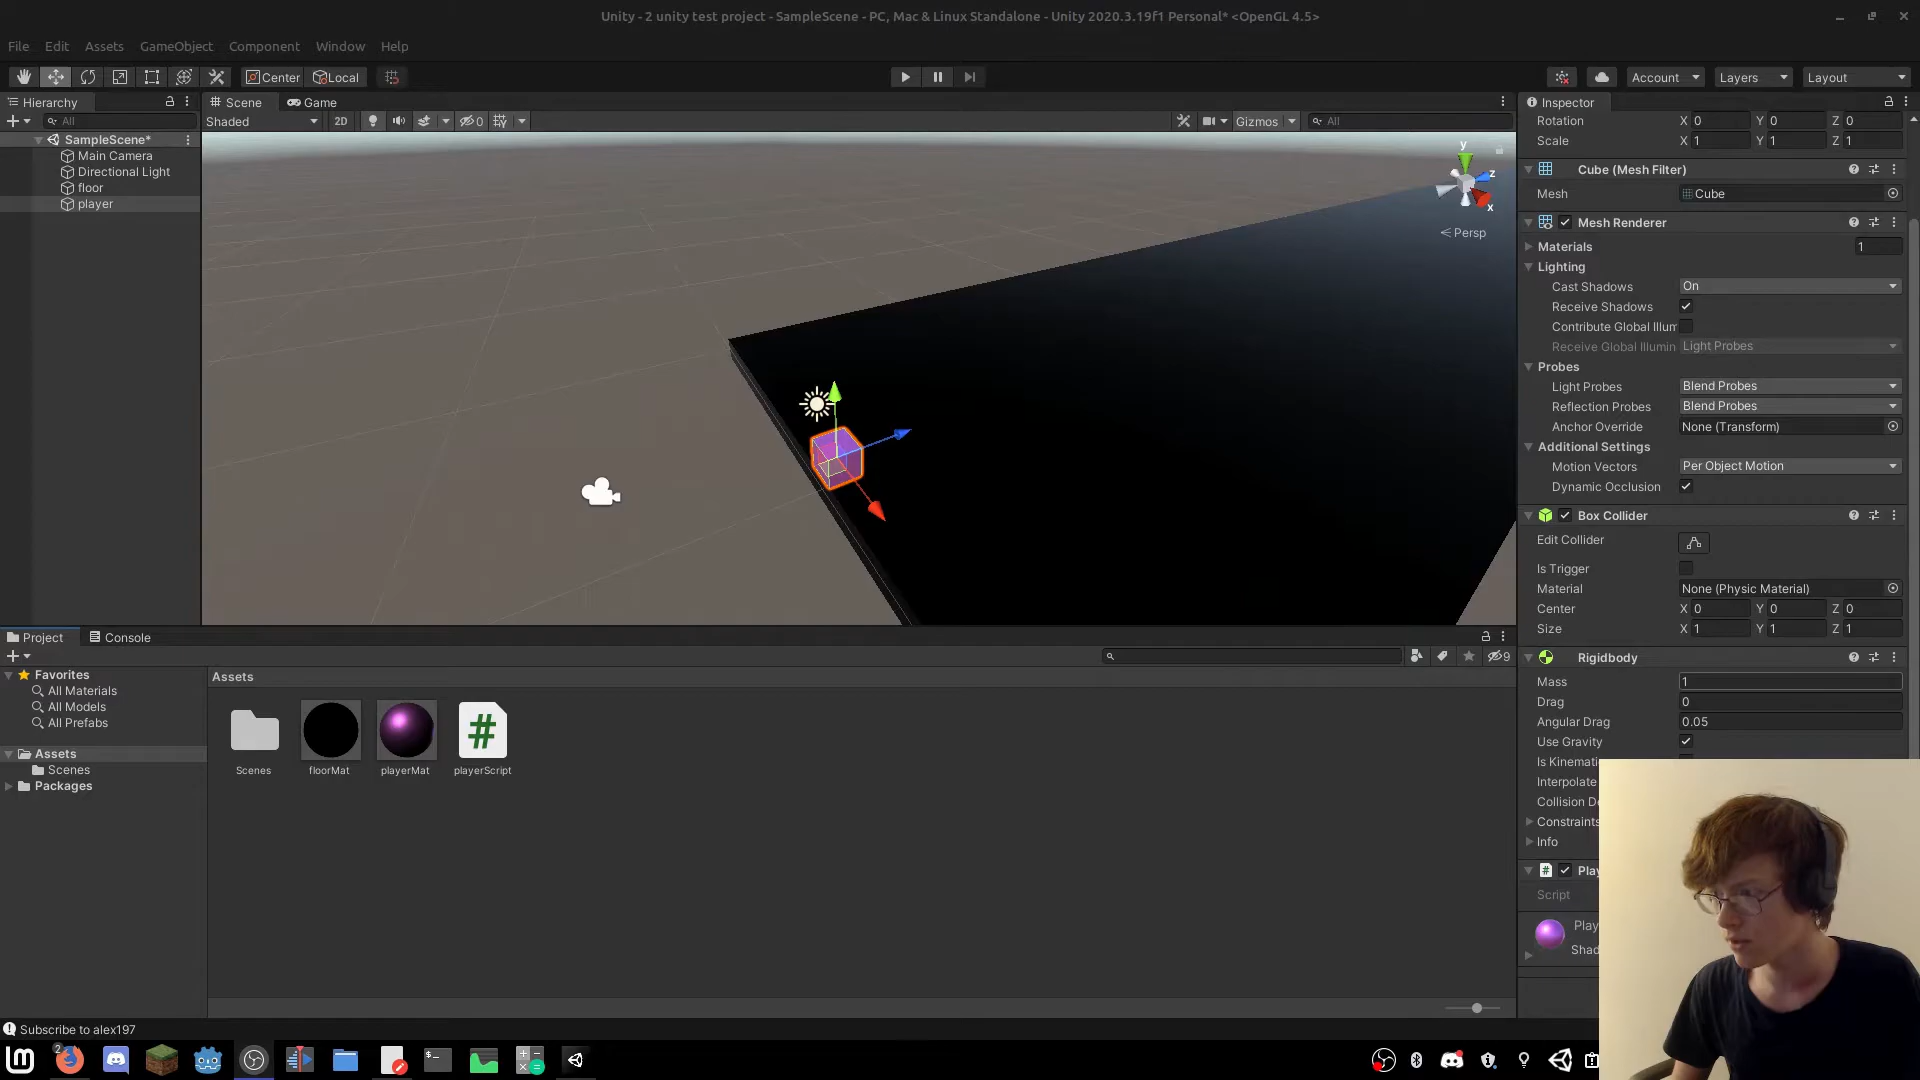 Unity - 2 unity test project - SampleScene - PC, Mac & Linux Standalone - Unity 2020.3.19f1 Personal* <OpenGL 4.5>
File Edit Assets GameObject Component Window Help
Center Local Account Layers Layout
Hierarchy Scene Game Inspector
All Shaded 2D 0 Gizmos All
SampleScene*
Main Camera
Directional Light
floor
player
y
z
x
Persp
Rotation X 0 Y 0 Z 0
Scale X 1 Y 1 Z 1
Cube (Mesh Filter)
Mesh Cube
Mesh Renderer
Materials 1
Lighting
Cast Shadows On
Receive Shadows
Contribute Global Illum
Receive Global Illumin Light Probes
Probes
Light Probes Blend Probes
Reflection Probes Blend Probes
Anchor Override None (Transform)
Additional Settings
Motion Vectors Per Object Motion
Dynamic Occlusion
Box Collider
Edit Collider
Is Trigger
Material None (Physic Material)
Center X 0 Y 0 Z 0
Size X 1 Y 1 Z 1
Rigidbody
Mass 1
Drag 0
Angular Drag 0.05
Use Gravity
Is Kinemati
Interpolate
Collision De
Constraints
Info
Play
Script
Play
Shad
Project Console
9
Favorites
All Materials
All Models
All Prefabs
Assets
Scenes
Packages
Assets
Scenes floorMat playerMat playerScript
#
Subscribe to alex197
2